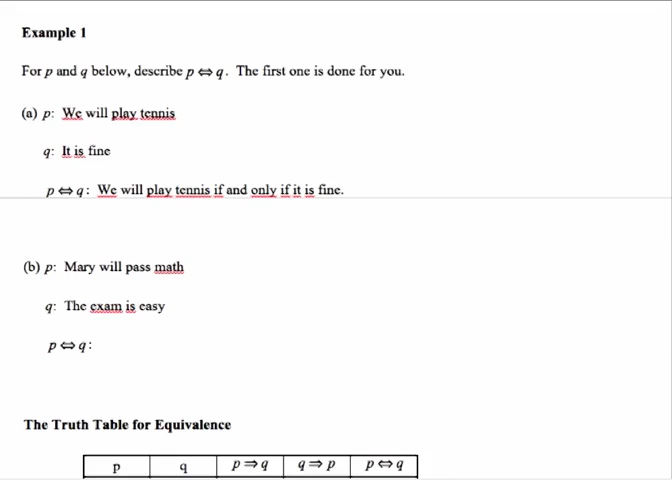 Example 1
For p and q below, describe p ⇔ q. The first one is done for you.
(a) p: We will play tennis
q: It is fine
p ⇔ q: We will play tennis if and only if it is fine.
(b) p: Mary will pass math
q: The exam is easy
p ⇔ q:
The Truth Table for Equivalence
p q p ⇒ q q ⇒ p p ⇔ q